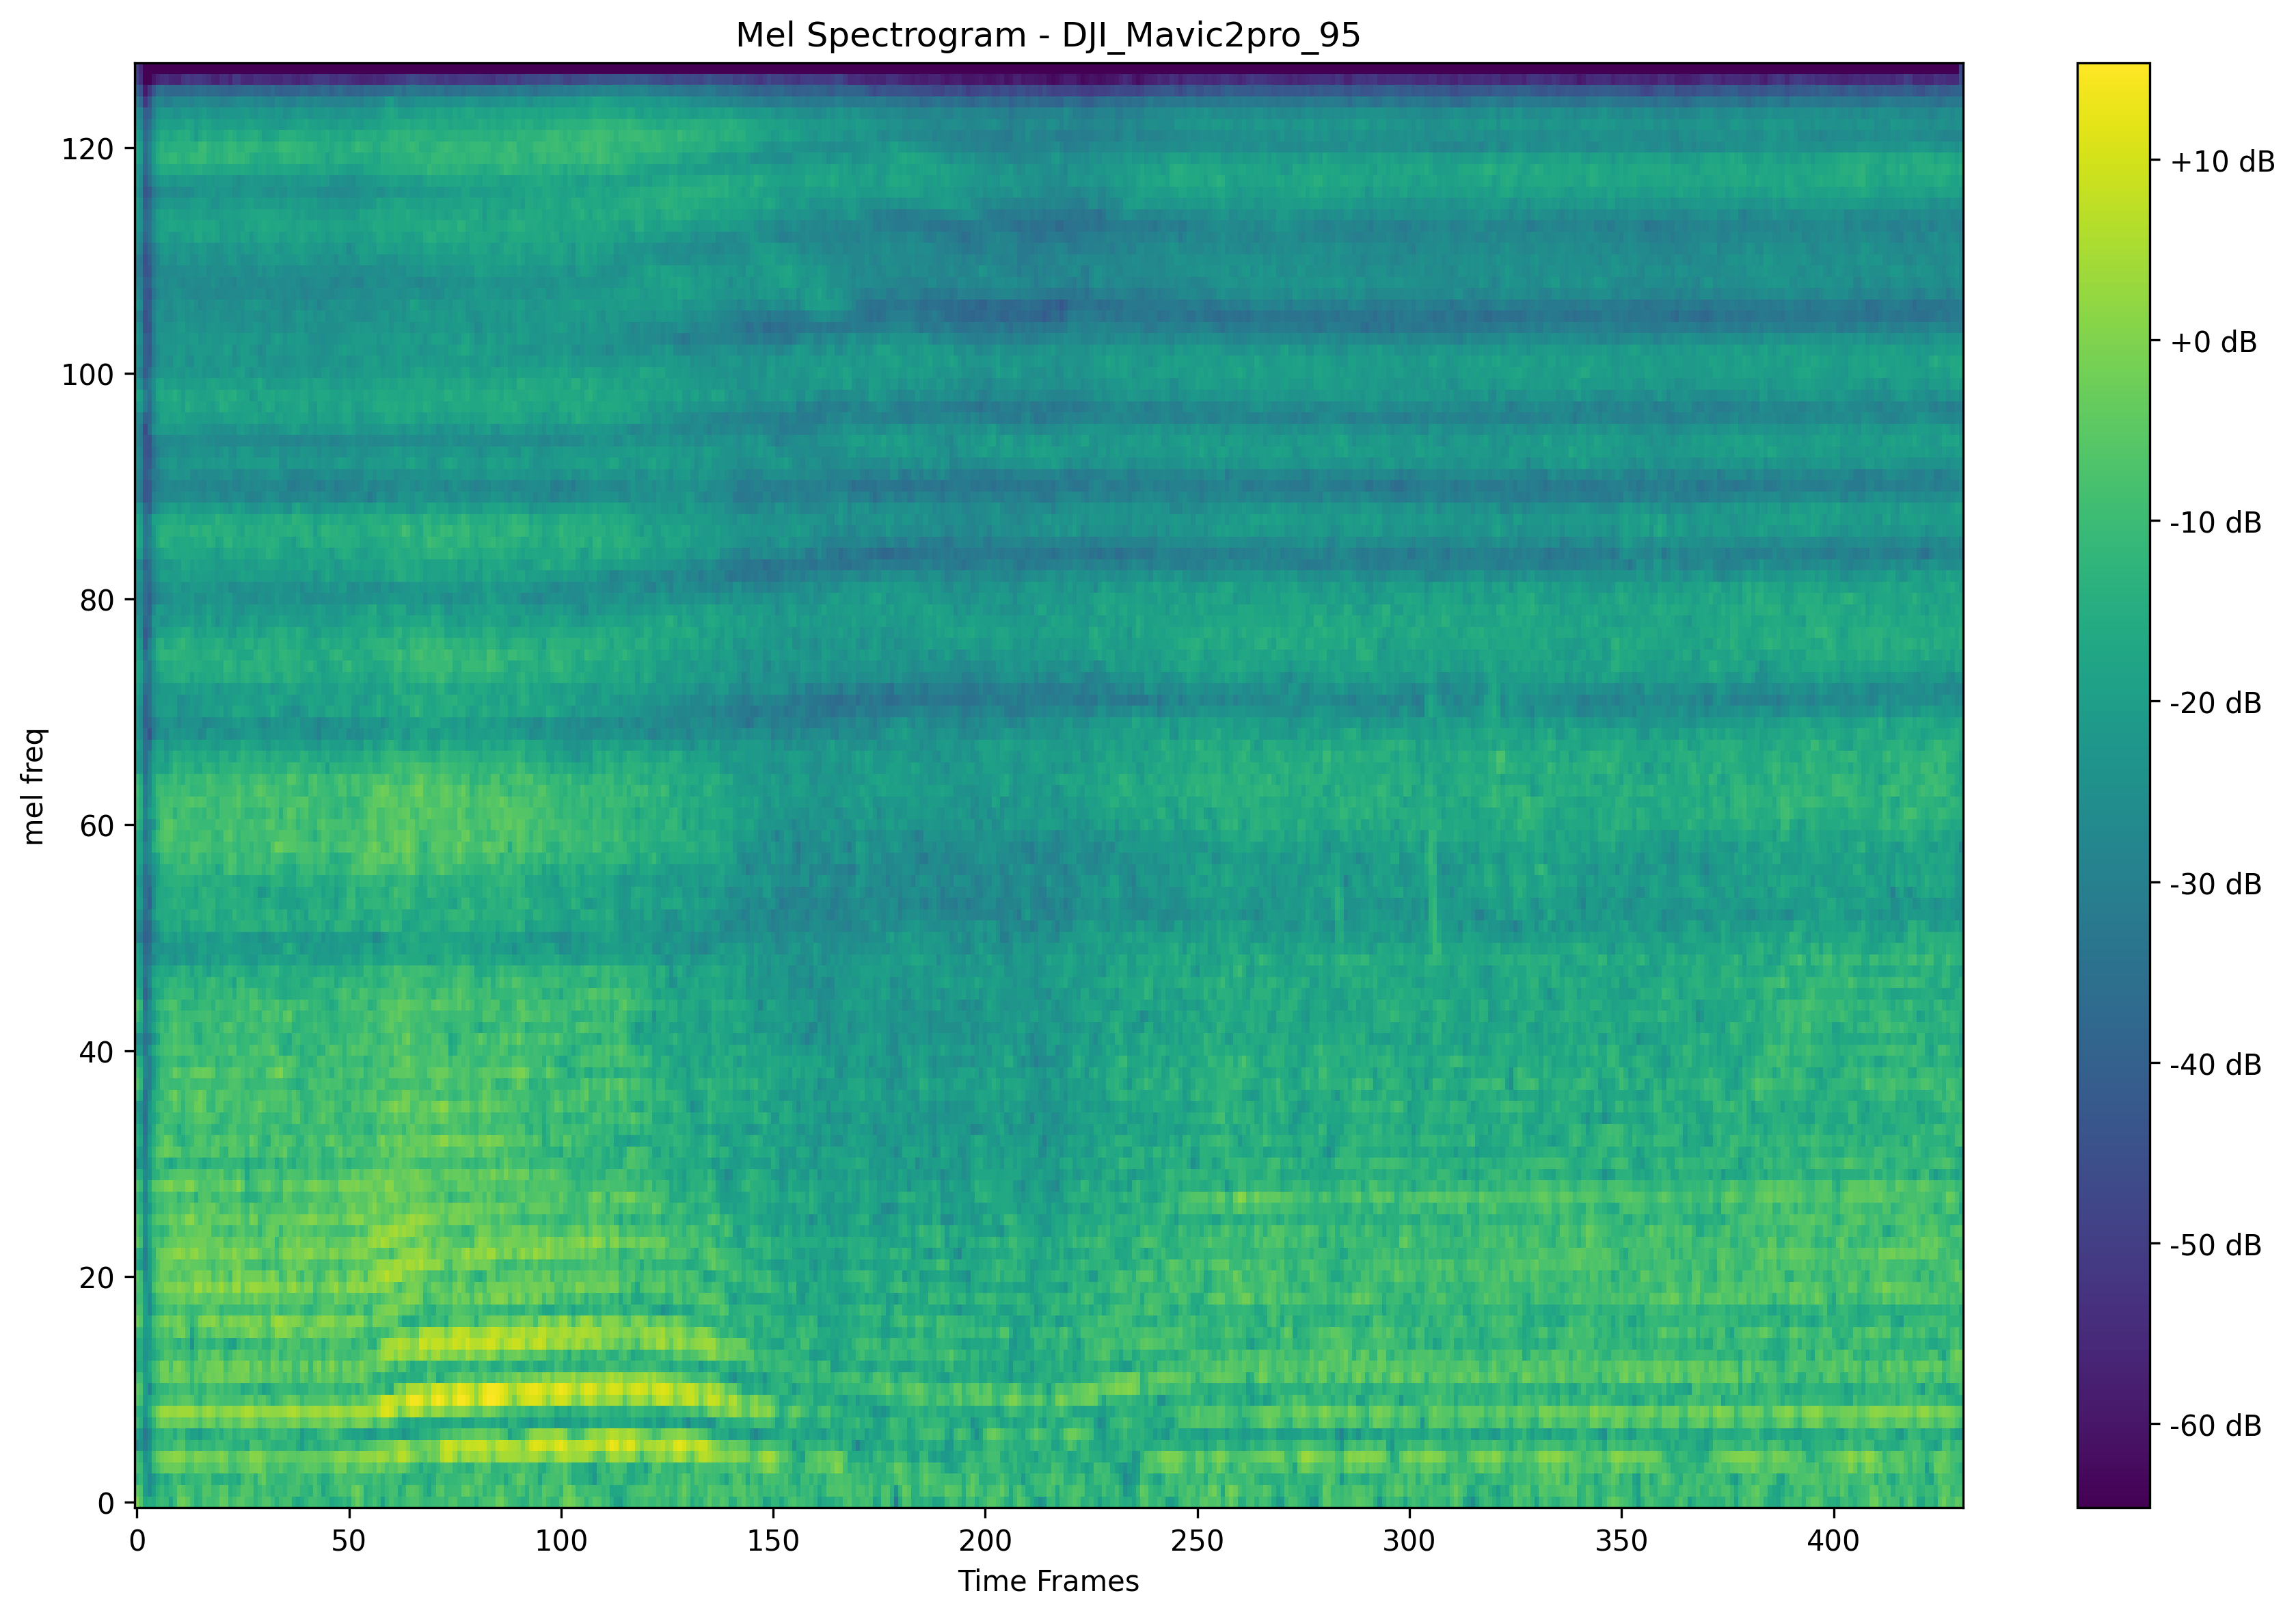 Mel Spectrogram - DJI_Mavic2pro_95
mel freq
120
100
80
60
40
20
0
0 50 100 150 200 250 300 350 400
Time Frames
+10 dB
+0 dB
-10 dB
-20 dB
-30 dB
-40 dB
-50 dB
-60 dB